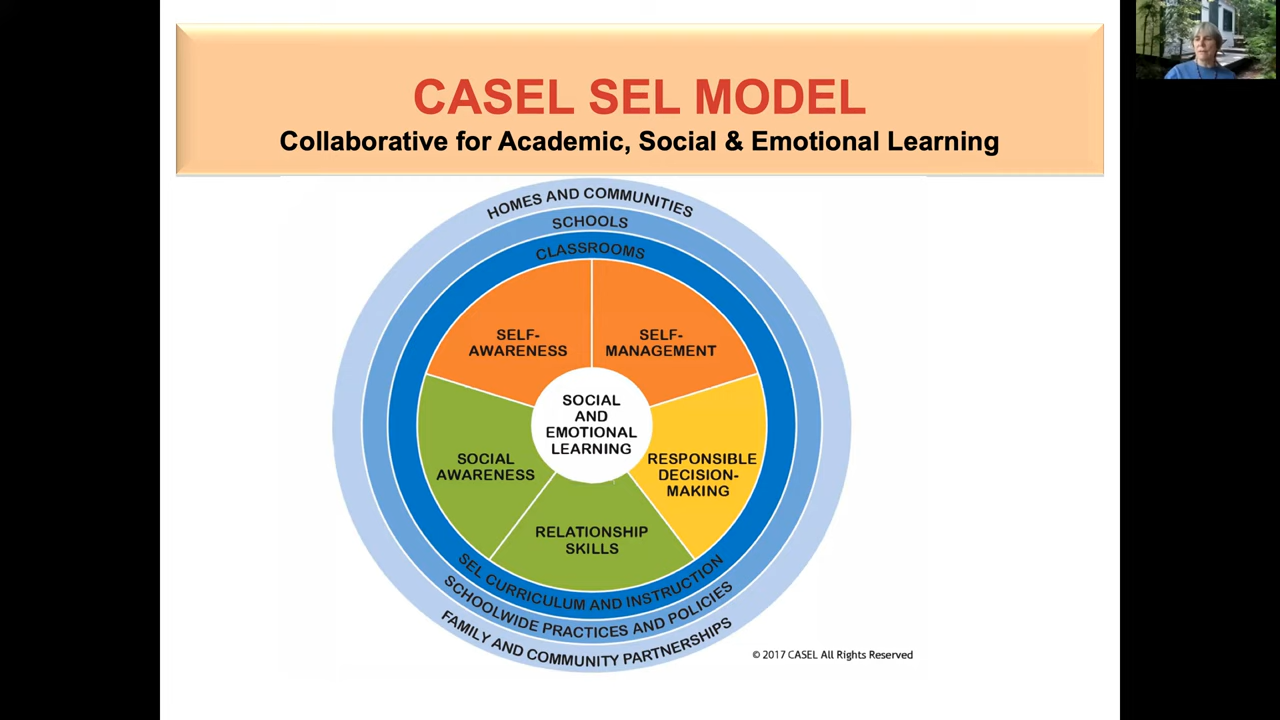 CASEL SEL MODEL
Collaborative for Academic, Social & Emotional Learning
HOMES AND COMMUNITIES
SCHOOLS
CLASSROOMS
SELF-
AWARENESS
SELF-
MANAGEMENT
SOCIAL
AND
EMOTIONAL
LEARNING
SOCIAL
AWARENESS
RESPONSIBLE
DECISION-
MAKING
RELATIONSHIP
SKILLS
SEL CURRICULUM AND INSTRUCTION
SCHOOLWIDE PRACTICES AND POLICIES
FAMILY AND COMMUNITY PARTNERSHIPS
© 2017 CASEL All Rights Reserved